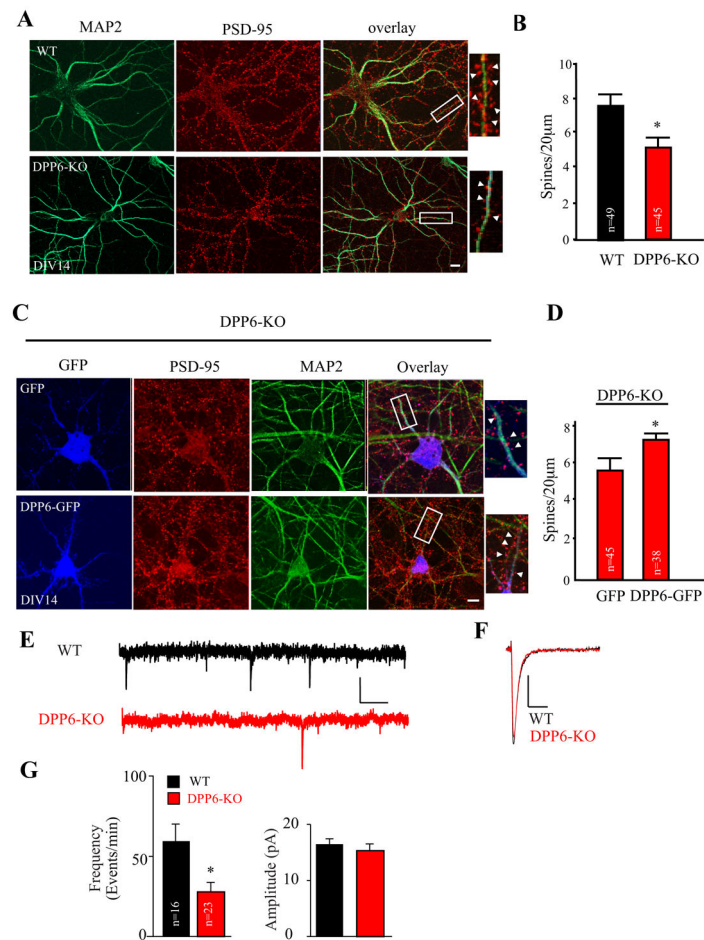 A
MAP2 PSD-95 overlay
WT
DPP6-KO
DIV14
B
Spines/20μm
10
8
6
4
2
0
*
n=49
n=45
WT DPP6-KO
C
DPP6-KO
GFP PSD-95 MAP2 Overlay
GFP
DPP6-GFP
DIV14
D
DPP6-KO
*
Spines/20μm
8
6
4
2
0
n=45
n=38
GFP DPP6-GFP
E
WT
DPP6-KO
F
WT
DPP6-KO
G
WT
DPP6-KO
Frequency
(Events/min)
100
50
0
*
n=16
n=23
Amplitude (pA)
20
10
0